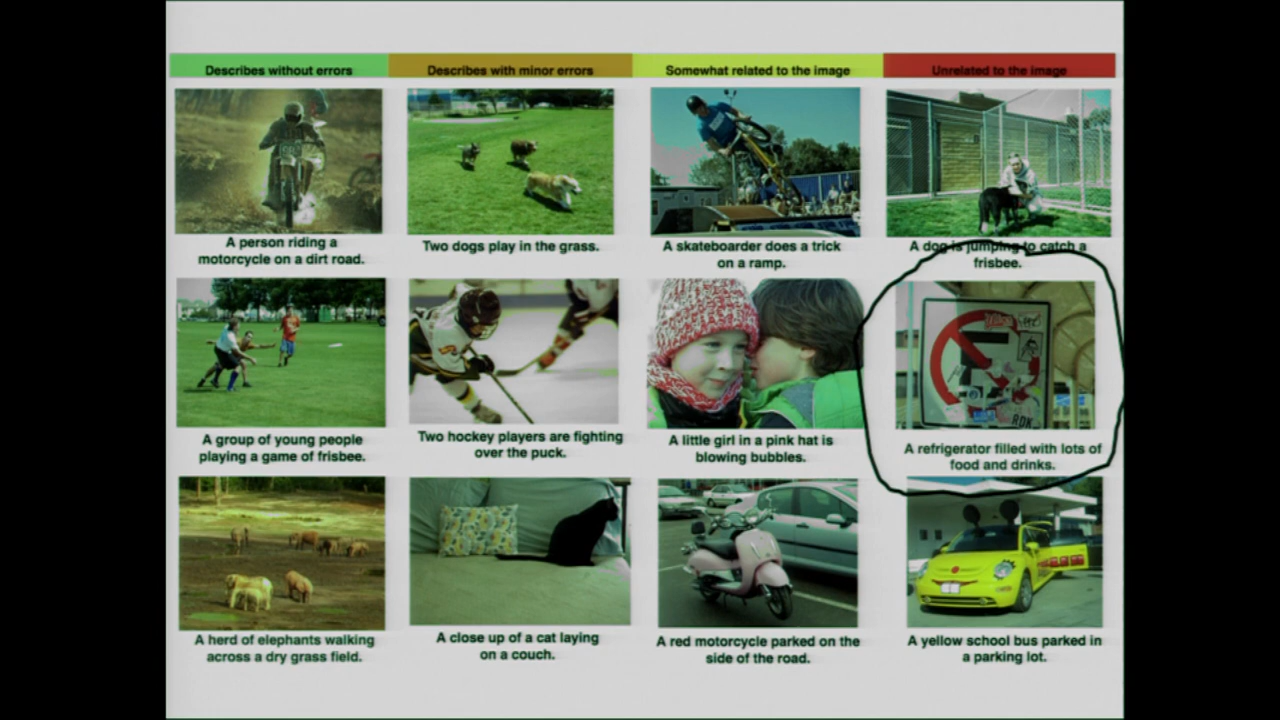 Describes without errors
Describes with minor errors
Somewhat related to the image
Unrelated to the image
A person riding a
motorcycle on a dirt road.
Two dogs play in the grass.
A skateboarder does a trick
on a ramp.
A dog is jumping to catch a
frisbee.
A group of young people
playing a game of frisbee.
Two hockey players are fighting
over the puck.
A little girl in a pink hat is
blowing bubbles.
RDK
A refrigerator filled with lots of
food and drinks.
A herd of elephants walking
across a dry grass field.
A close up of a cat laying
on a couch.
A red motorcycle parked on the
side of the road.
A yellow school bus parked in
a parking lot.